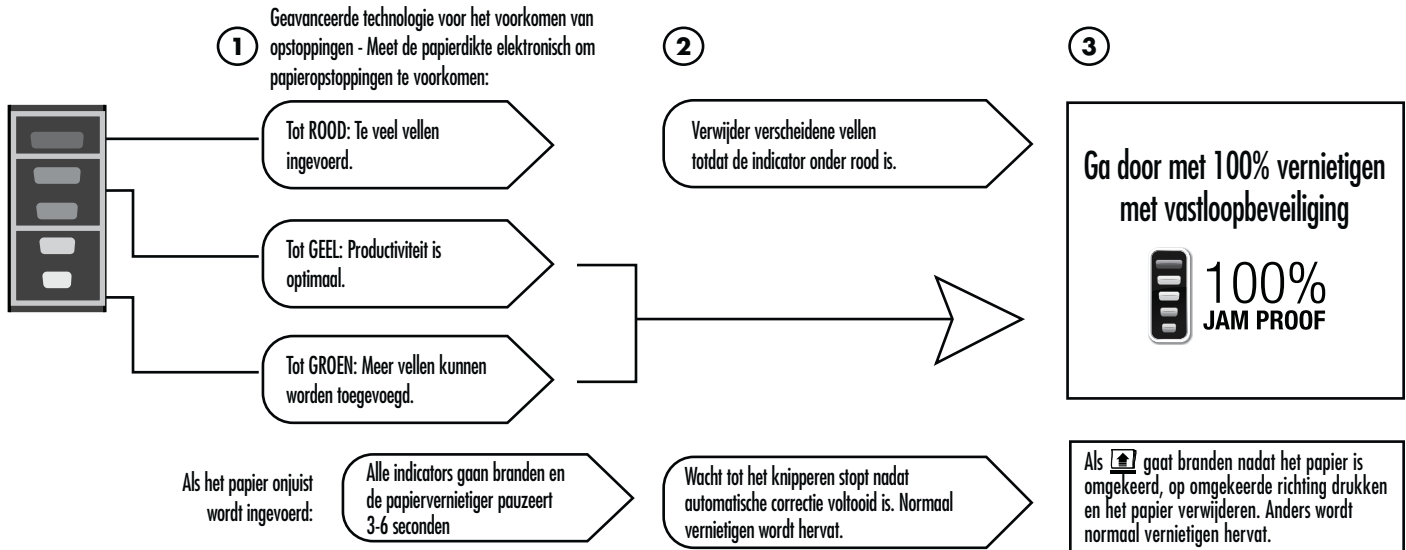 1
Geavanceerde technologie voor het voorkomen van
opstoppingen - Meet de papierdikte elektronisch om
papieropstoppingen te voorkomen:
Tot ROOD: Te veel vellen
ingevoerd.
Tot GEEL: Productiviteit is
optimaal.
Tot GROEN: Meer vellen kunnen
worden toegevoegd.
2
Verwijder verscheidene vellen
totdat de indicator onder rood is.
3
Ga door met 100% vernietigen
met vastloopbeveiliging
100%
JAM PROOF
Als het papier onjuist
wordt ingevoerd:
Alle indicators gaan branden en
de papiervernietiger pauzeert
3-6 seconden
Wacht tot het knipperen stopt nadat
automatische correctie voltooid is. Normaal
vernietigen wordt hervat.
Als gaat branden nadat het papier is
omgekeerd, op omgekeerde richting drukken
en het papier verwijderen. Anders wordt
normaal vernietigen hervat.